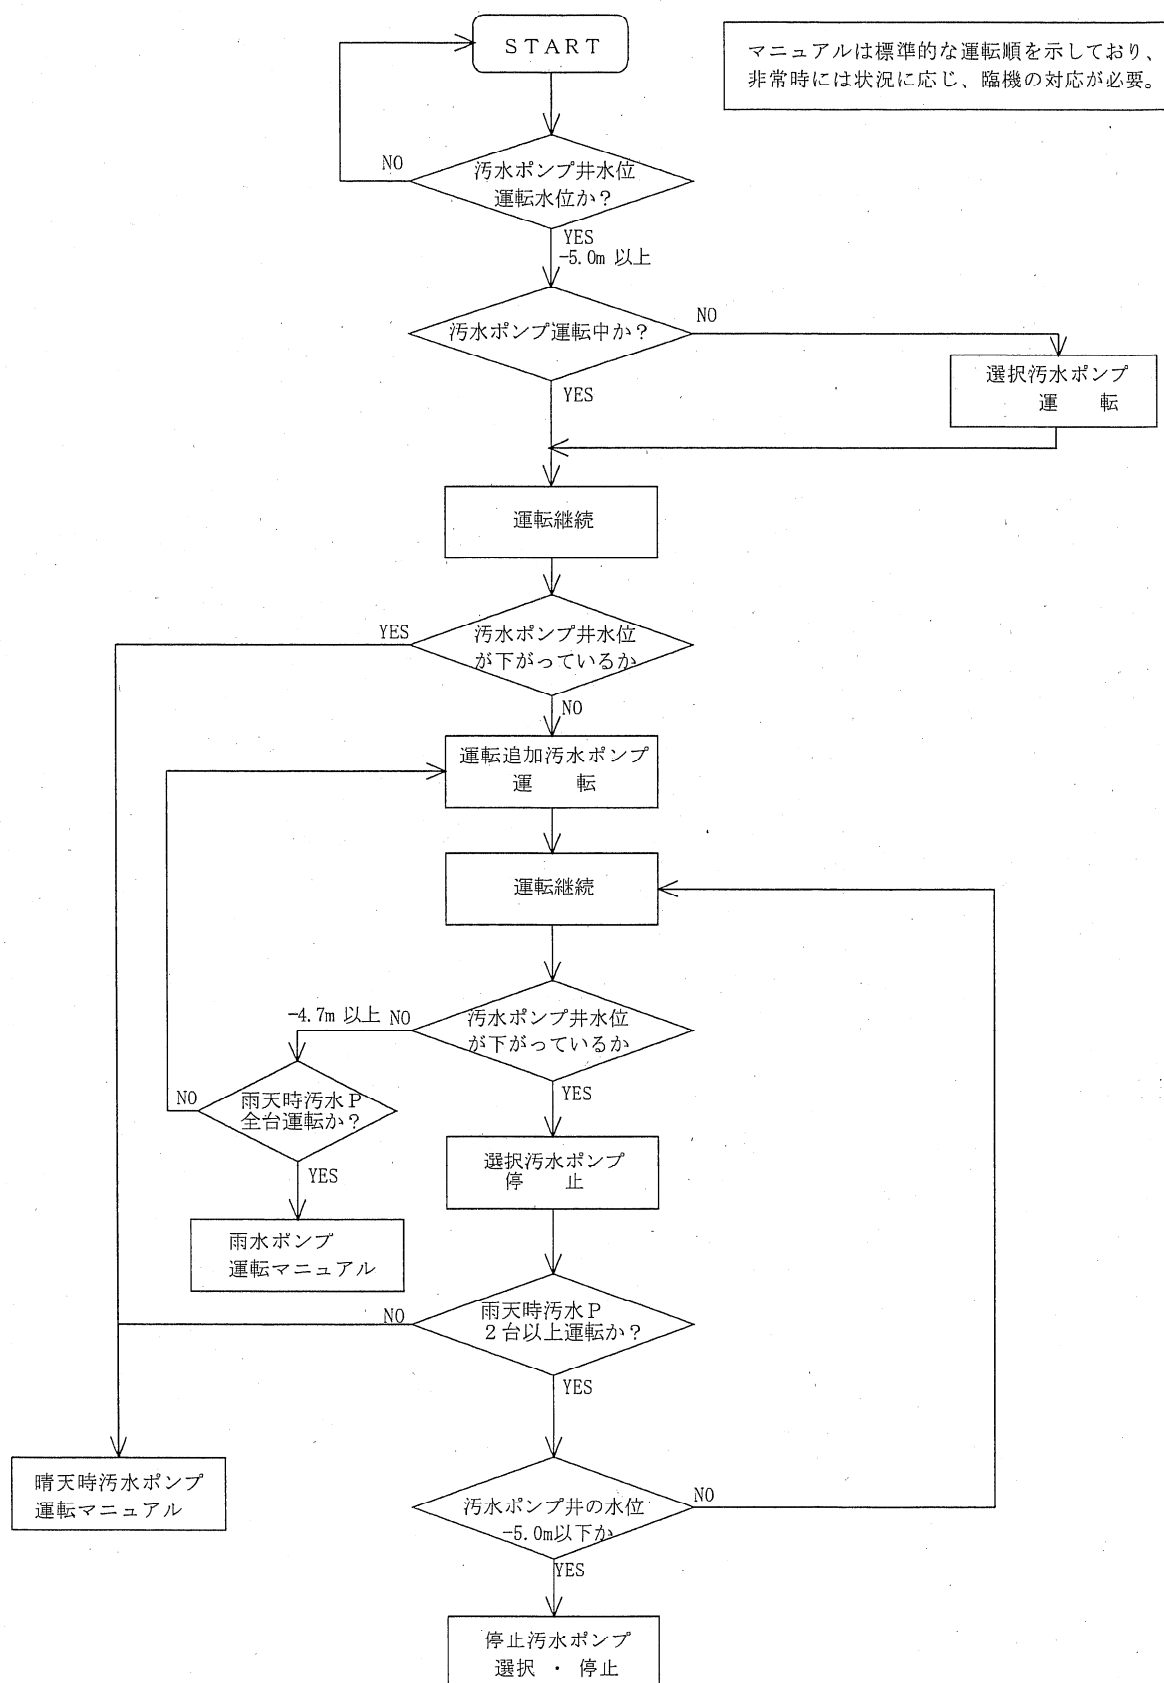 START
マニュアルは標準的な運転順を示しており、
非常時には状況に応じ、臨機の対応が必要。
NO
汚水ポンプ井水位
運転水位か？
YES
-5.0m 以上
汚水ポンプ運転中か？
NO
選択汚水ポンプ
運　　転
YES
運転継続
YES
汚水ポンプ井水位
が下がっているか
NO
運転追加汚水ポンプ
運　　転
運転継続
-4.7m 以上 NO
汚水ポンプ井水位
が下がっているか
NO
雨天時汚水Ｐ
全台運転か？
YES
YES
選択汚水ポンプ
停　　止
雨水ポンプ
運転マニュアル
NO
雨天時汚水Ｐ
２台以上運転か？
YES
晴天時汚水ポンプ
運転マニュアル
汚水ポンプ井の水位
-5.0m以下か
NO
YES
停止汚水ポンプ
選択 ・ 停止